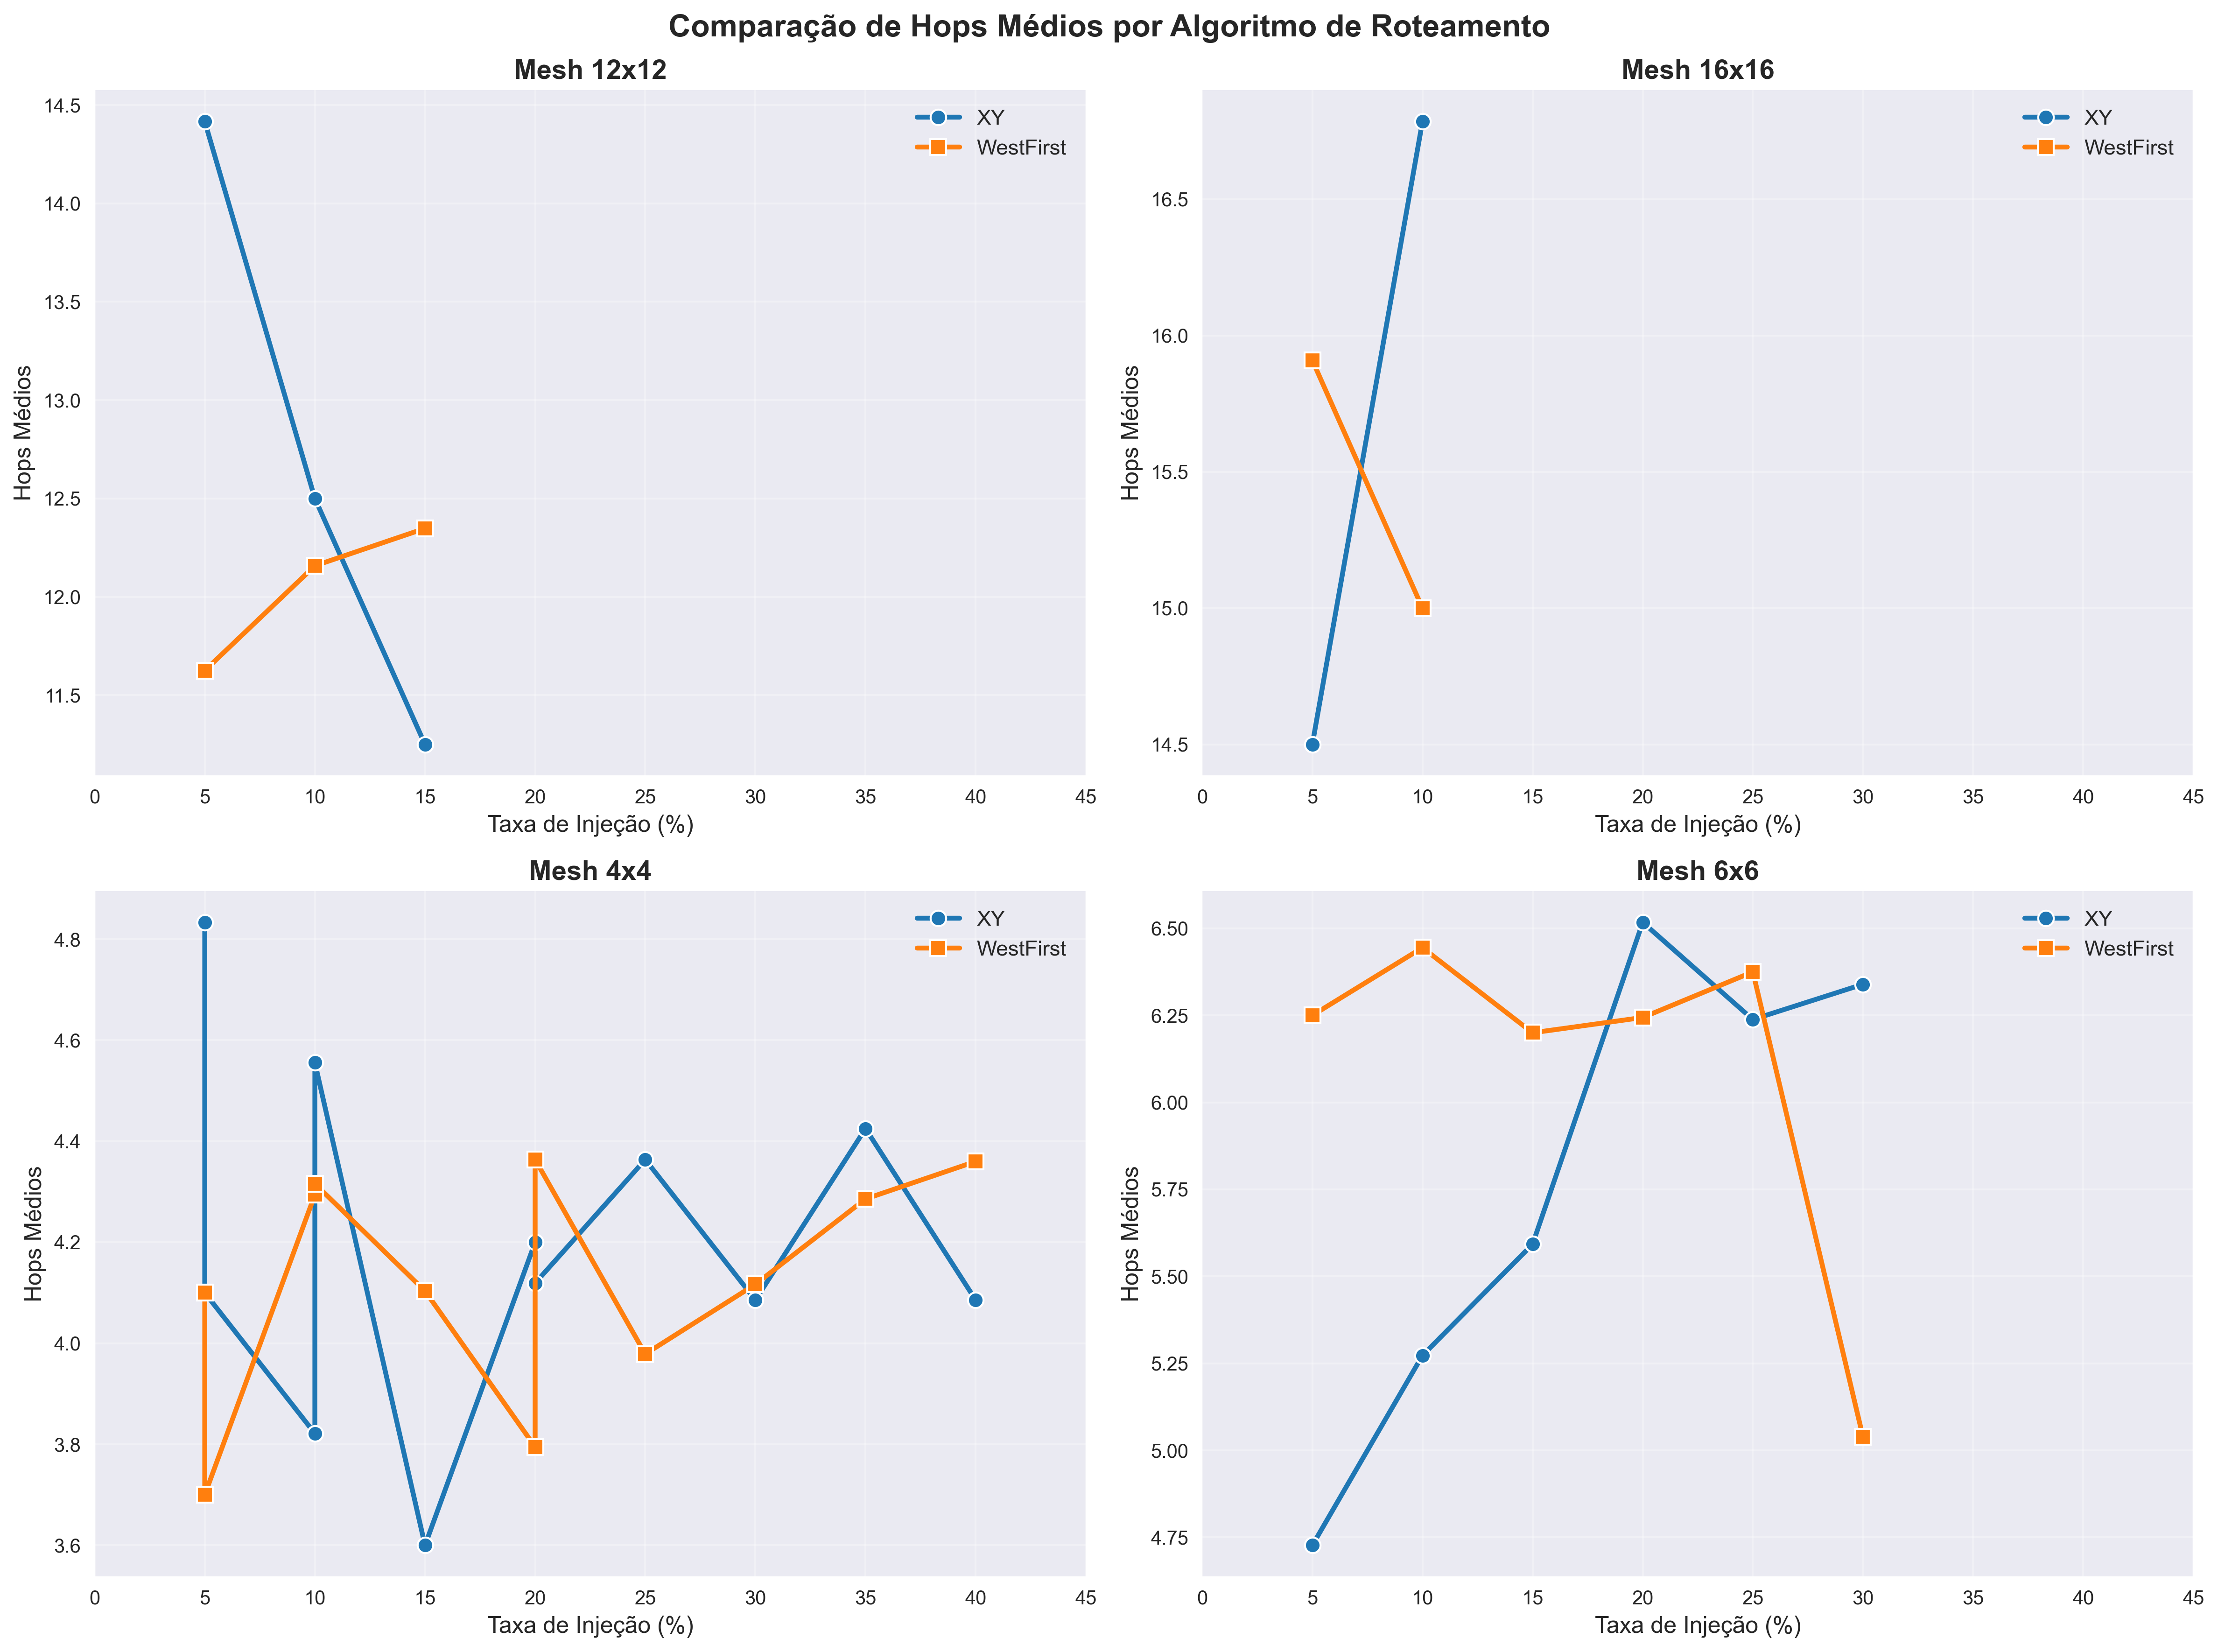 Comparação de Hops Médios por Algoritmo de Roteamento
Mesh 12x12
14.5
14.0
13.5
13.0
12.5
12.0
11.5
Hops Médios
XY
WestFirst
0 5 10 15 20 25 30 35 40 45
Taxa de Injeção (%)
Mesh 16x16
16.5
16.0
15.5
15.0
14.5
Hops Médios
XY
WestFirst
0 5 10 15 20 25 30 35 40 45
Taxa de Injeção (%)
Mesh 4x4
4.8
4.6
4.4
4.2
4.0
3.8
3.6
Hops Médios
XY
WestFirst
0 5 10 15 20 25 30 35 40 45
Taxa de Injeção (%)
Mesh 6x6
6.50
6.25
6.00
5.75
5.50
5.25
5.00
4.75
Hops Médios
XY
WestFirst
0 5 10 15 20 25 30 35 40 45
Taxa de Injeção (%)